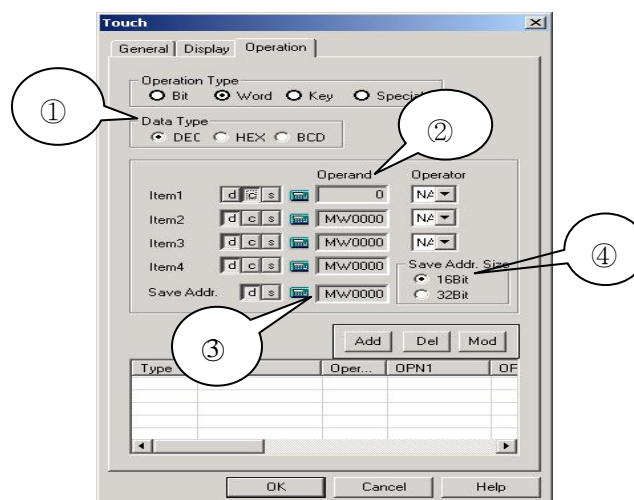 Touch
General Display Operation
Operation Type
Bit Word Key Special
①
Data Type
DEC HEX BCD
②
Operand Operator
Item1 d c s 0 NA
Item2 d c s MW0000 NA
Item3 d c s MW0000 NA
Item4 d c s MW0000
Save Addr. Size
④
16Bit
32Bit
Save Addr. d s MW0000
③
Add Del Mod
Type Oper... OPN1 OF
OK Cancel Help